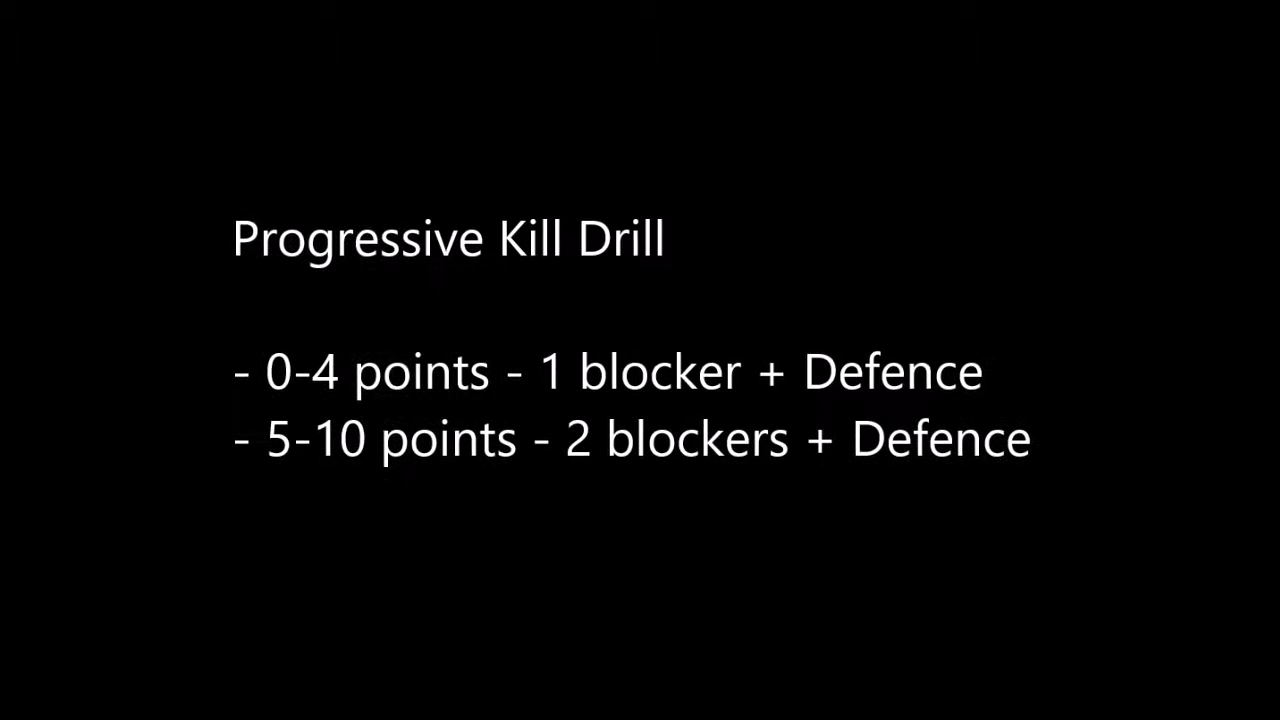 Progressive Kill Drill
- 0-4 points - 1 blocker + Defence
- 5-10 points - 2 blockers + Defence